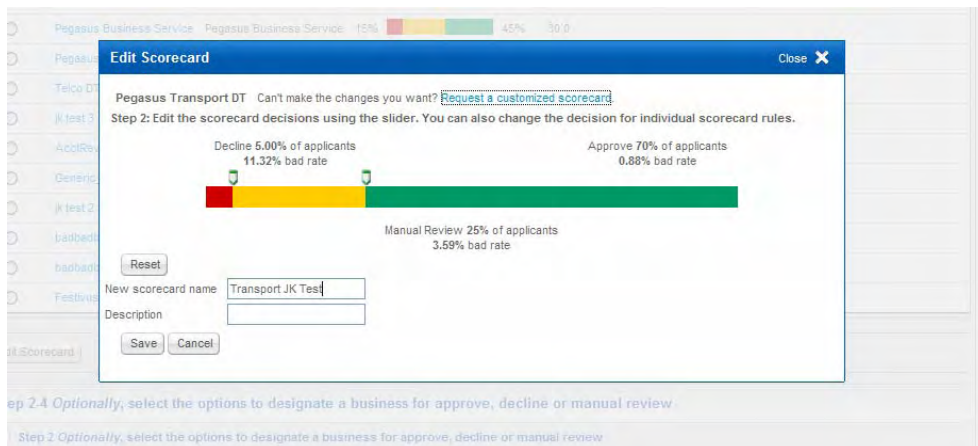 Pegasus Business Service Pegasus Business Service 15% 45% 30.0
Edit Scorecard Close
Pegasus
Pegasus Transport DT Can't make the changes you want? Request a customized scorecard.
Telco DT
Step 2: Edit the scorecard decisions using the slider. You can also change the decision for individual scorecard rules.
jk test 3
Decline 5.00% of applicants Approve 70% of applicants
AcctRev
11.32% bad rate 0.88% bad rate
Generic
jk test 2
Manual Review 25% of applicants
3.59% bad rate
Reset
New scorecard name Transport JK Test
Festivus
Description
Save Cancel
Scorecard
ep 2-4 Optionally, select the options to designate a business for approve, decline or manual review
Step 2 Optionally, select the options to designate a business for approve, decline or manual review